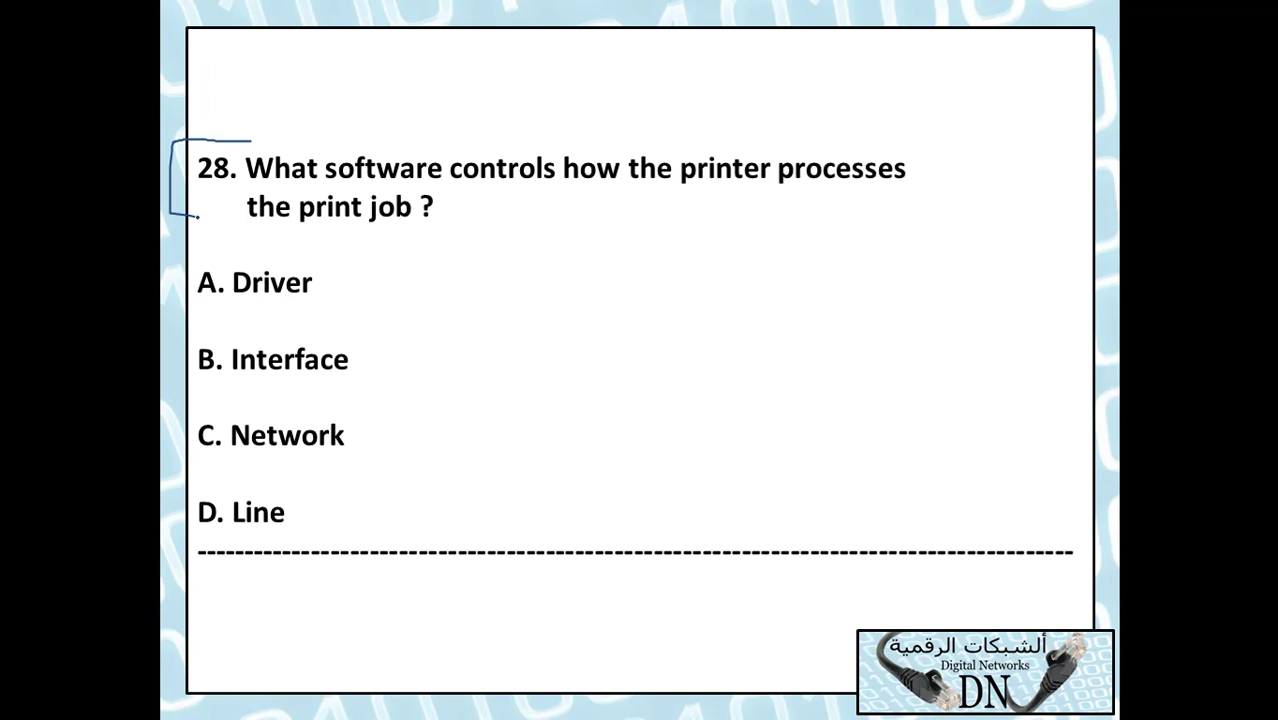 28. What software controls how the printer processes
the print job ?
A. Driver
B. Interface
C. Network
D. Line
--------------------------------------------------------------------------------------
ألشبكات الرقمية
Digital Networks
DN